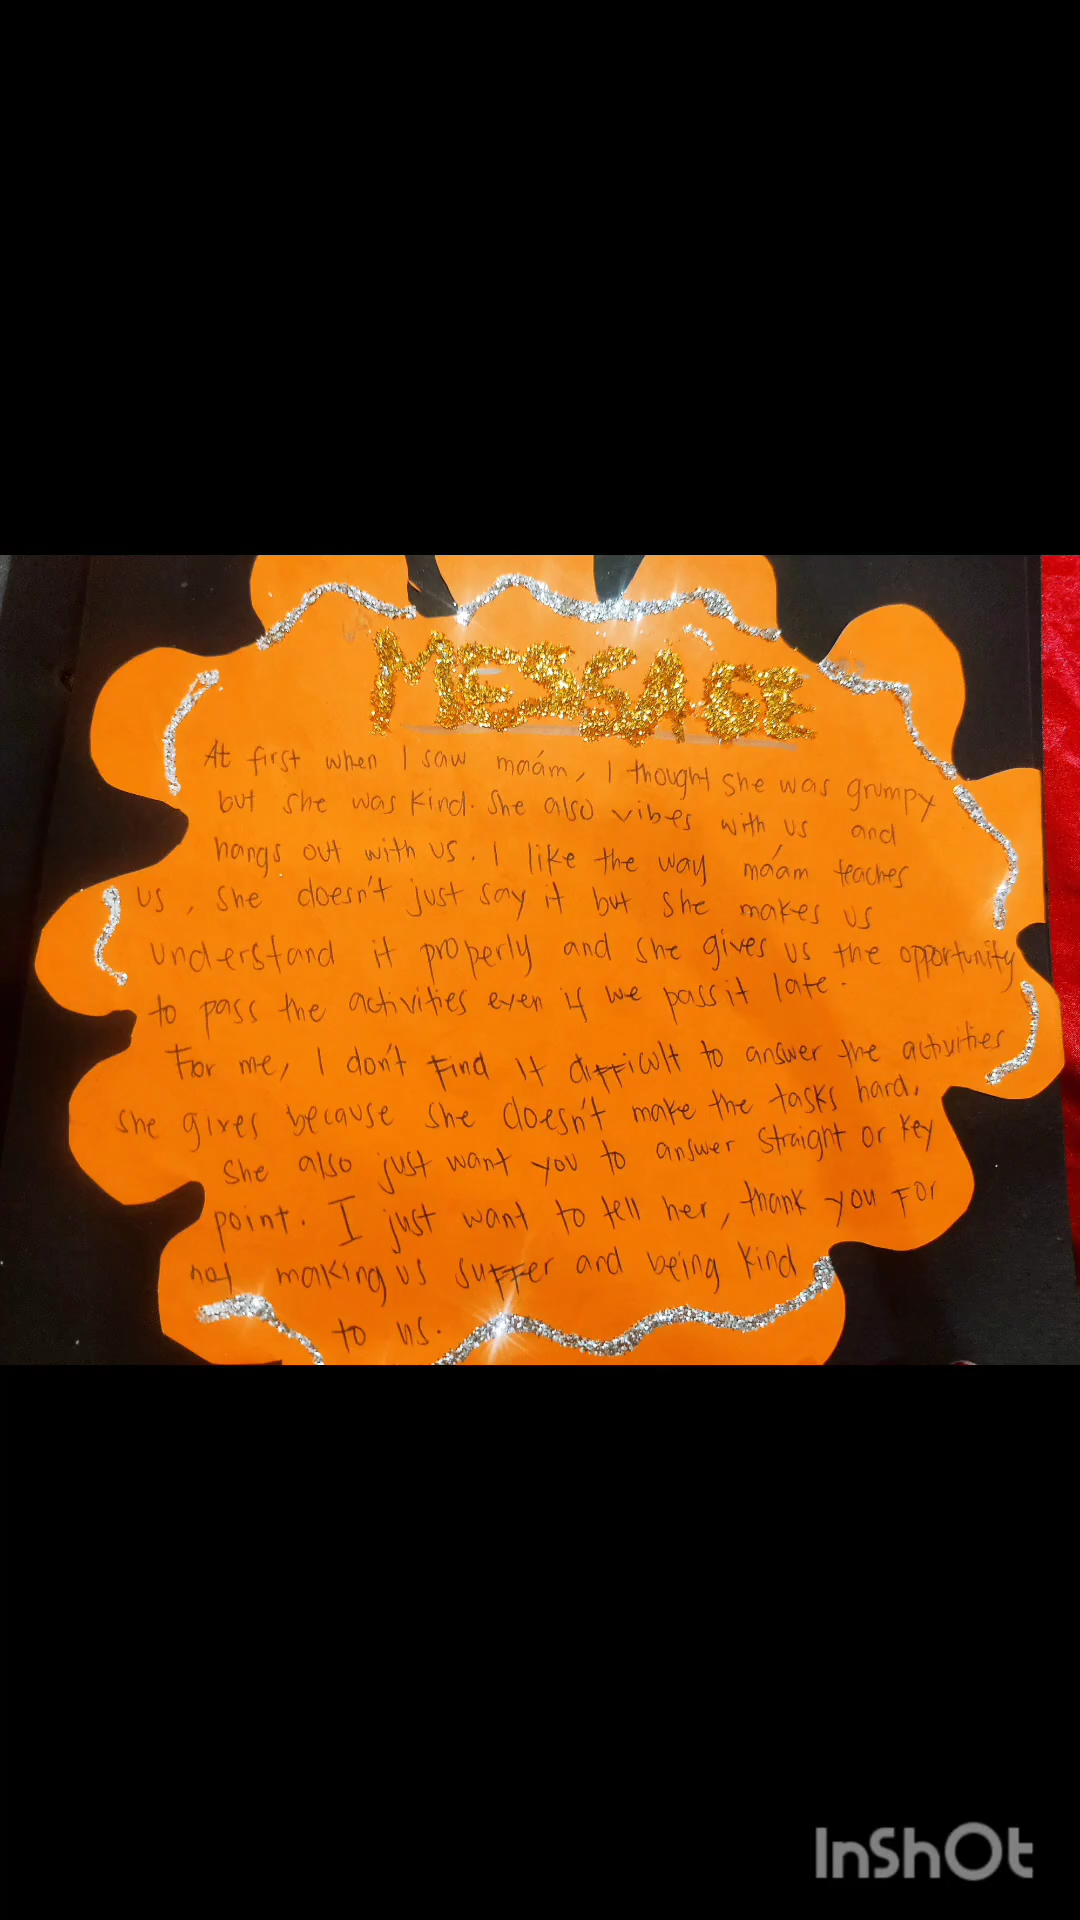 MESSAGE
At first when I saw maám, I thought she was grumpy
but she was kind. She also vibes with us and
hangs out with us. I like the way máam teaches
us, she doesn't just say it but she makes us
understand it properly and she gives us the opportunity
to pass the activities even if we pass it late.
For me, I don't find it difficult to answer the activities
she gives because she doesn't make the tasks hard.
She also just want you to answer straight or key
point. I just want to tell her, thank you for
not making us suffer and being kind
to us.
InShOt